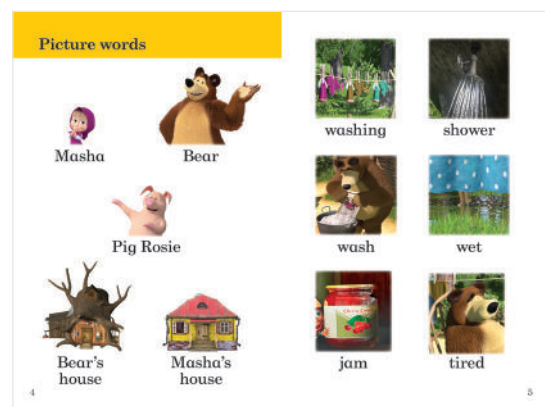 Picture words
Masha
Bear
Pig Rosie
Bear's
house
Masha's
house
4
washing
shower
wash
wet
jam
tired
5